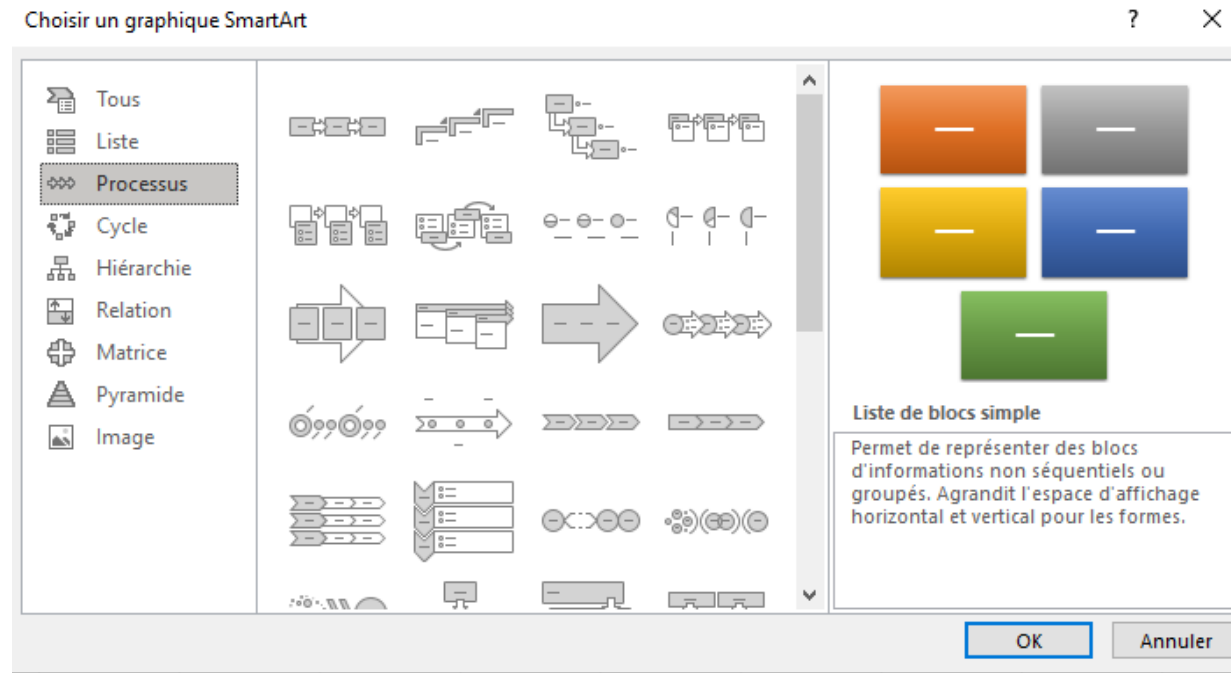 Choisir un graphique SmartArt
?
Tous
Liste
Processus
Cycle
Hiérarchie
Relation
Matrice
Pyramide
Image
Liste de blocs simple
Permet de représenter des blocs
d'informations non séquentiels ou
groupés. Agrandit l'espace d'affichage
horizontal et vertical pour les formes.
OK
Annuler